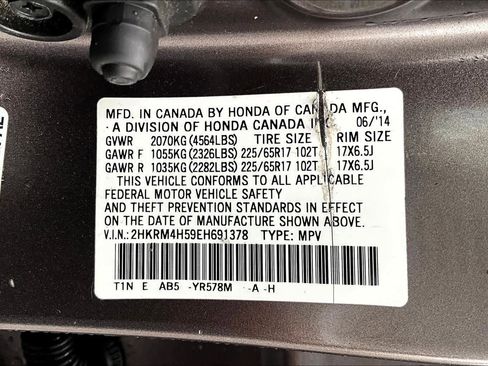 MFD. IN CANADA BY HONDA OF CANADA MFG.,
A DIVISION OF HONDA CANADA 06/'14
GVWR 2070KG(4564LBS) TIRE SIZE RIM SIZE
GAWR F 1055KG(2326LBS) 225/65R17 102T 17X6.5J
GAWR R 1035KG(2282LBS) 225/65R17 102T 17X6.5J
THIS VEHICLE CONFORMS TO ALL APPLICABLE
FEDERAL MOTOR VEHICLE SAFETY
AND THEFT PREVENTION STANDARDS IN EFFECT
ON THE DATE OF MANUFACTURE SHOWN ABOVE.
V.I.N.: 2HKRM4H59EH691378 TYPE: MPV
T1N E AB5 -YR578M -A -H